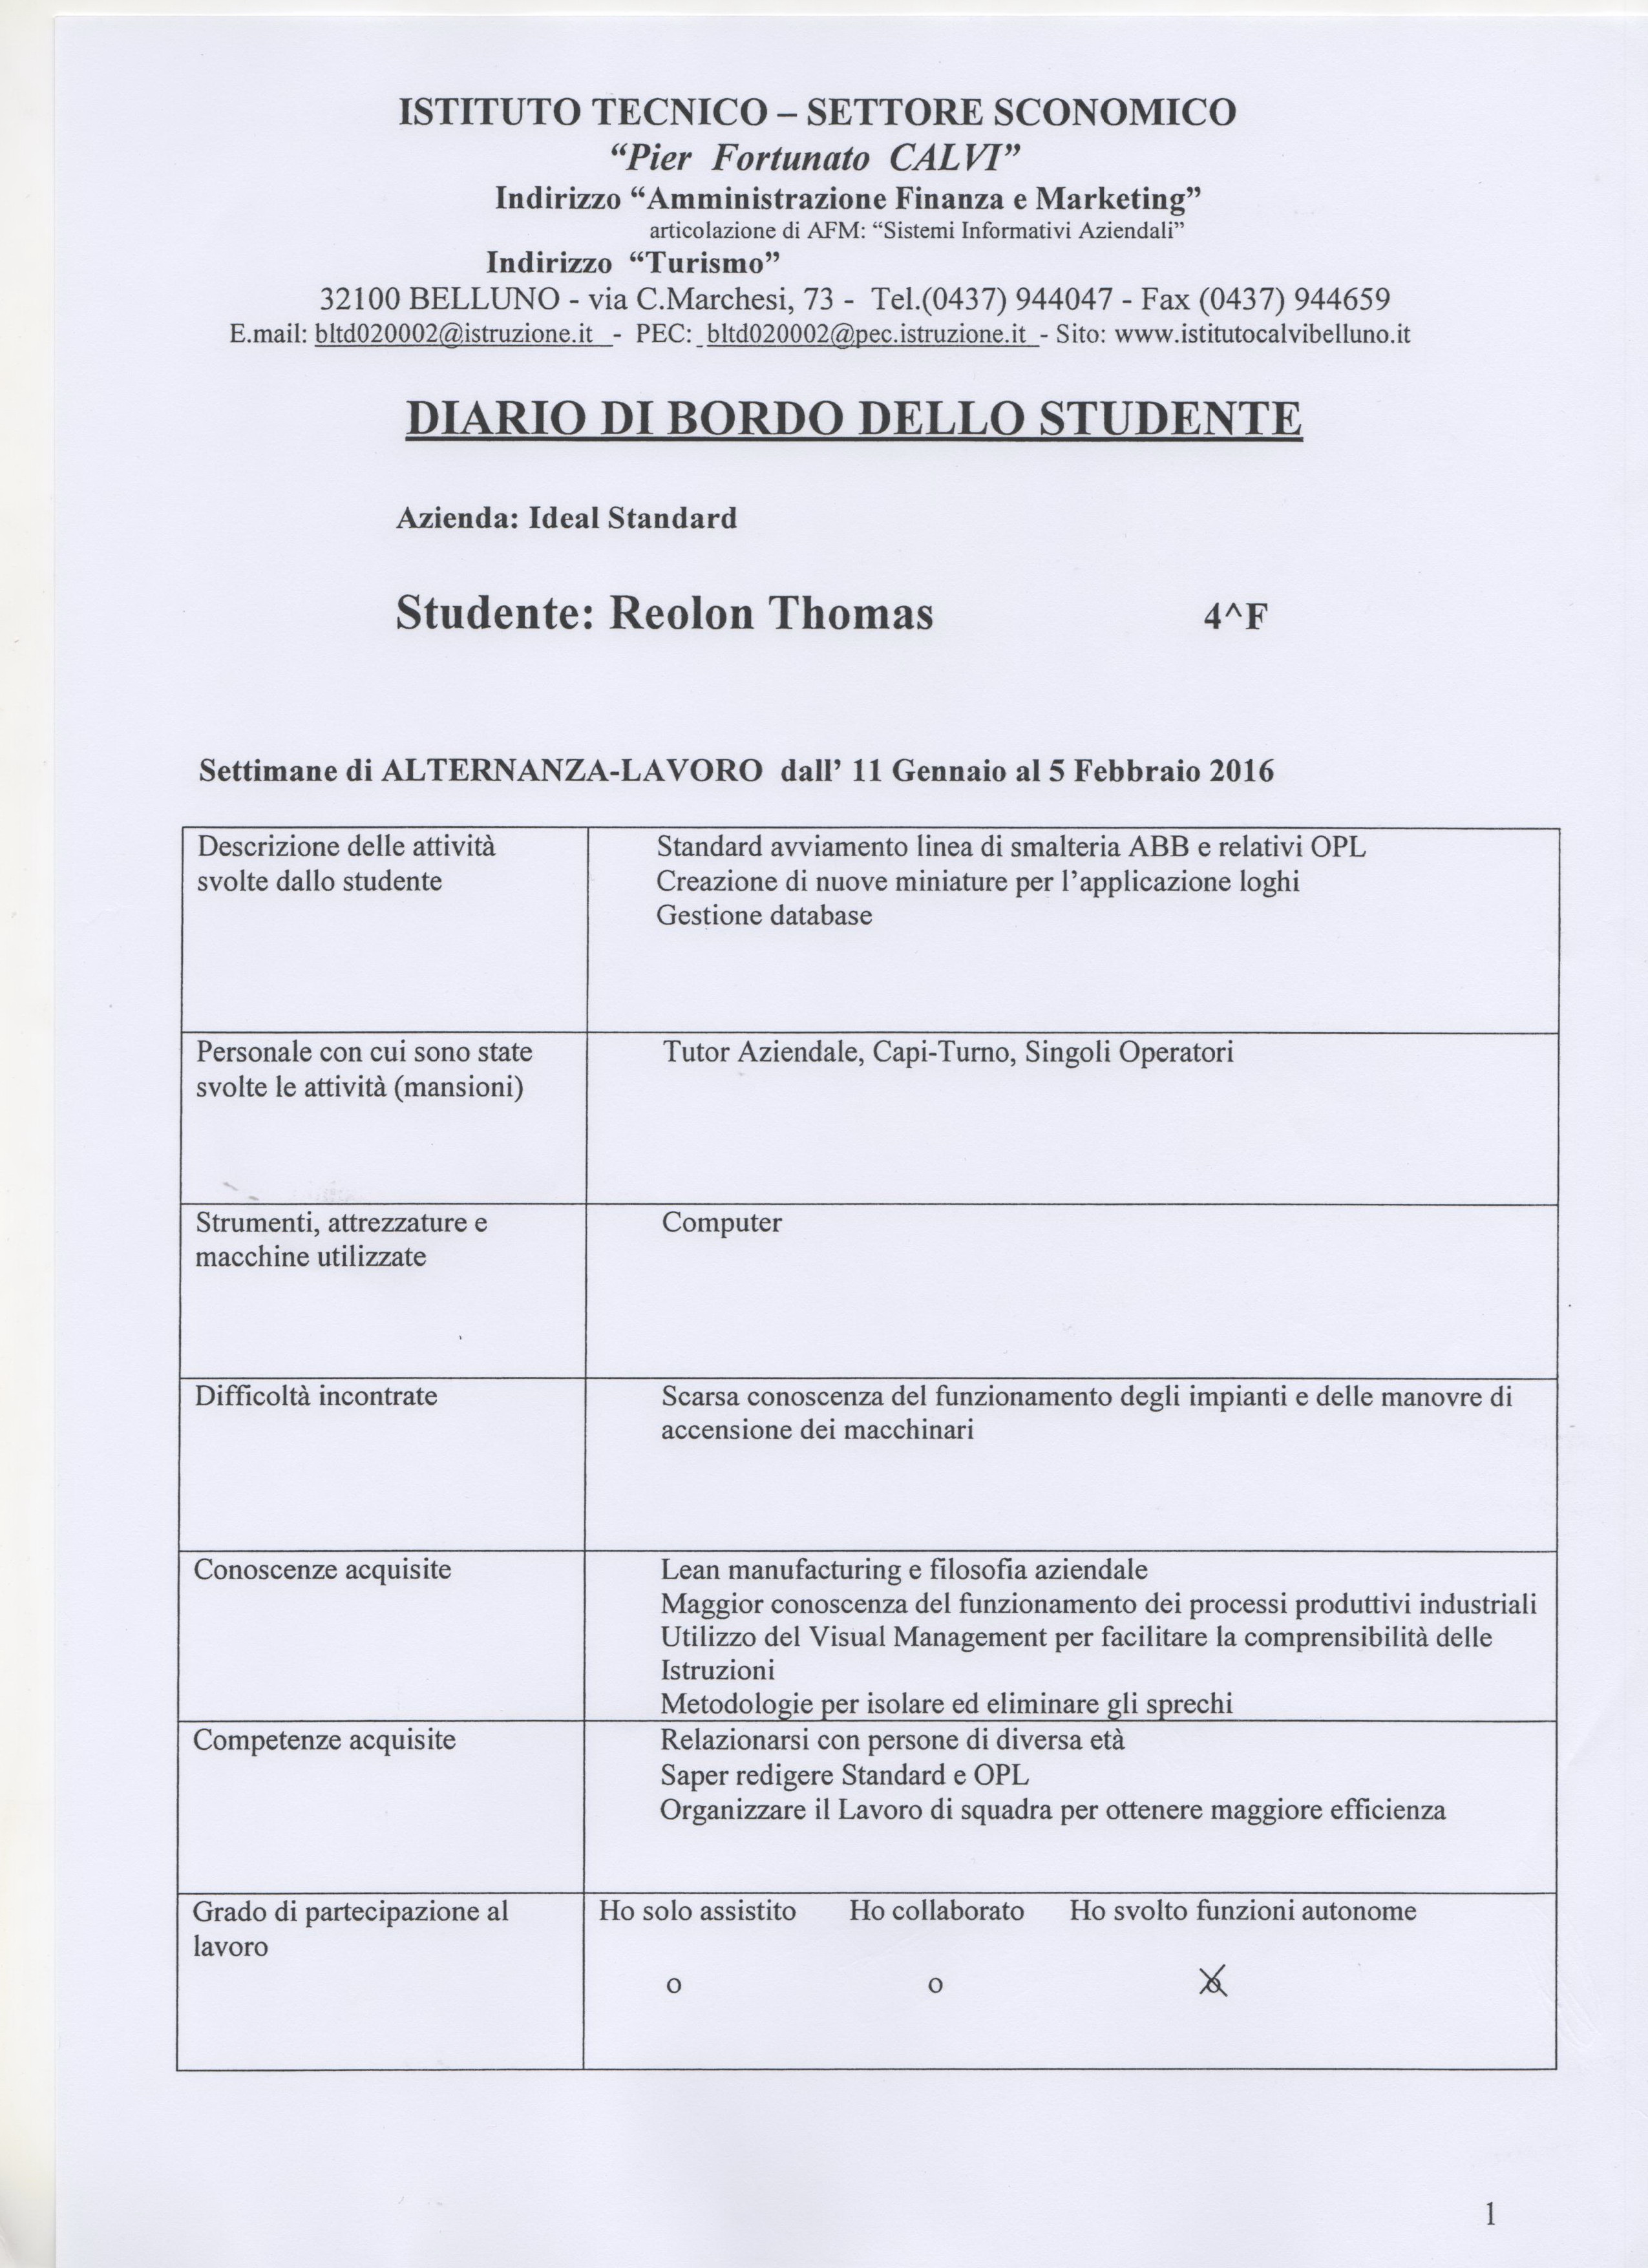 ISTITUTO TECNICO – SETTORE SCONOMICO
“Pier Fortunato CALVI”
Indirizzo “Amministrazione Finanza e Marketing”
articolazione di AFM: “Sistemi Informativi Aziendali”
Indirizzo “Turismo”
32100 BELLUNO - via C.Marchesi, 73 - Tel.(0437) 944047 - Fax (0437) 944659
E.mail: bltd020002@istruzione.it - PEC: bltd020002@pec.istruzione.it - Sito: www.istitutocalvibelluno.it
DIARIO DI BORDO DELLO STUDENTE
Azienda: Ideal Standard
Studente: Reolon Thomas 4^F
Settimane di ALTERNANZA-LAVORO dall’ 11 Gennaio al 5 Febbraio 2016
Descrizione delle attività
svolte dallo studente
Standard avviamento linea di smalteria ABB e relativi OPL
Creazione di nuove miniature per l’applicazione loghi
Gestione database
Personale con cui sono state
svolte le attività (mansioni)
Tutor Aziendale, Capi-Turno, Singoli Operatori
Strumenti, attrezzature e
macchine utilizzate
Computer
Difficoltà incontrate
Scarsa conoscenza del funzionamento degli impianti e delle manovre di
accensione dei macchinari
Conoscenze acquisite
Lean manufacturing e filosofia aziendale
Maggior conoscenza del funzionamento dei processi produttivi industriali
Utilizzo del Visual Management per facilitare la comprensibilità delle
Istruzioni
Metodologie per isolare ed eliminare gli sprechi
Competenze acquisite
Relazionarsi con persone di diversa età
Saper redigere Standard e OPL
Organizzare il Lavoro di squadra per ottenere maggiore efficienza
Grado di partecipazione al
lavoro
Ho solo assistito Ho collaborato Ho svolto funzioni autonome
o o o
1